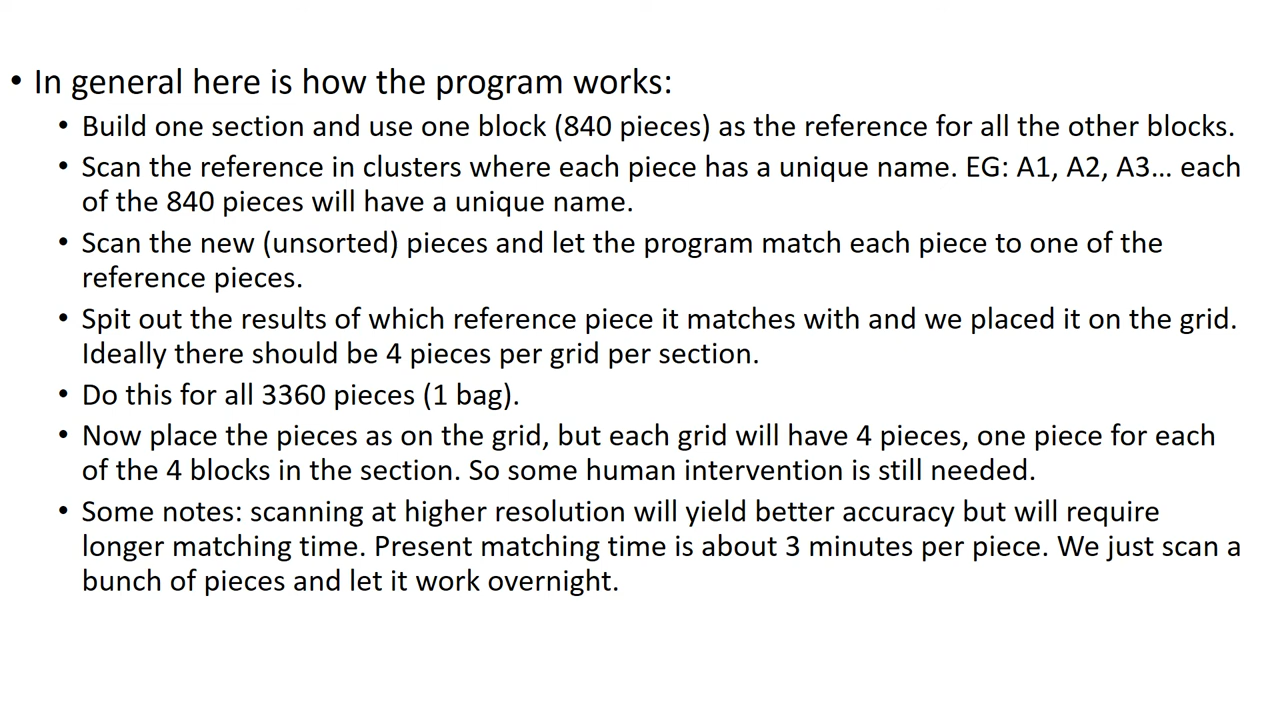 • In general here is how the program works:
• Build one section and use one block (840 pieces) as the reference for all the other blocks.
• Scan the reference in clusters where each piece has a unique name. EG: A1, A2, A3... each
of the 840 pieces will have a unique name.
• Scan the new (unsorted) pieces and let the program match each piece to one of the
reference pieces.
• Spit out the results of which reference piece it matches with and we placed it on the grid.
Ideally there should be 4 pieces per grid per section.
• Do this for all 3360 pieces (1 bag).
• Now place the pieces as on the grid, but each grid will have 4 pieces, one piece for each
of the 4 blocks in the section. So some human intervention is still needed.
• Some notes: scanning at higher resolution will yield better accuracy but will require
longer matching time. Present matching time is about 3 minutes per piece. We just scan a
bunch of pieces and let it work overnight.